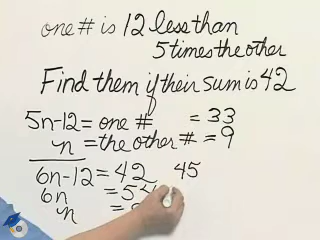 one # is 12 less than
5 times the other
Find them if their sum is 42
5n-12 = one # = 33
n = the other # = 9
6n-12 = 42 45
6n = 54
n =